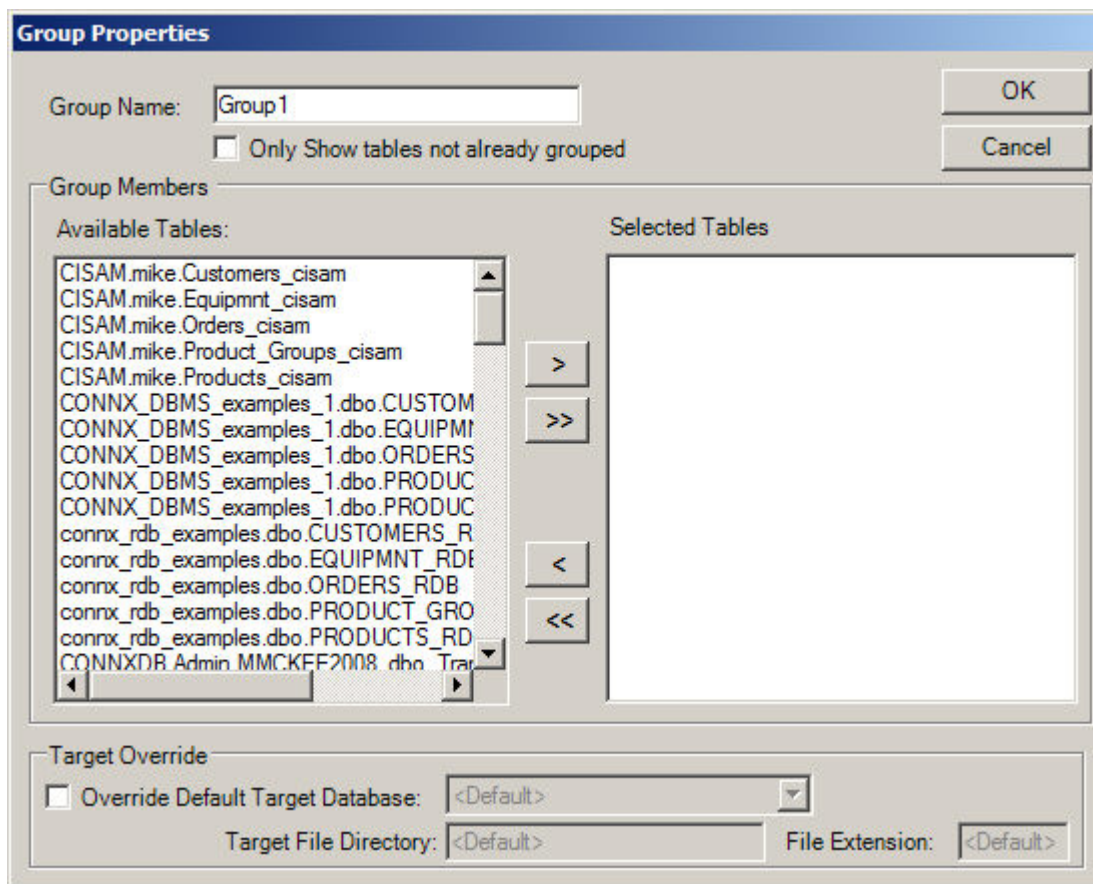 Group Properties
Group Name: Group1
OK
Only Show tables not already grouped
Cancel
Group Members
Available Tables:
Selected Tables
CISAM.mike.Customers_cisam
CISAM.mike.Equipmnt_cisam
CISAM.mike.Orders_cisam
CISAM.mike.Product_Groups_cisam
CISAM.mike.Products_cisam
CONNX_DBMS_examples_1.dbo.CUSTOM
CONNX_DBMS_examples_1.dbo.EQUIPMN
CONNX_DBMS_examples_1.dbo.ORDERS
CONNX_DBMS_examples_1.dbo.PRODUC
CONNX_DBMS_examples_1.dbo.PRODUC
connx_rdb_examples.dbo.CUSTOMERS_R
connx_rdb_examples.dbo.EQUIPMNT_RDB
connx_rdb_examples.dbo.ORDERS_RDB
connx_rdb_examples.dbo.PRODUCT_GRO
connx_rdb_examples.dbo.PRODUCTS_RD
CONNXDB.Admin.MMCKEE2008_dbo_Tran
>
>>
<
<<
Target Override
Override Default Target Database: <Default>
Target File Directory: <Default> File Extension: <Default>